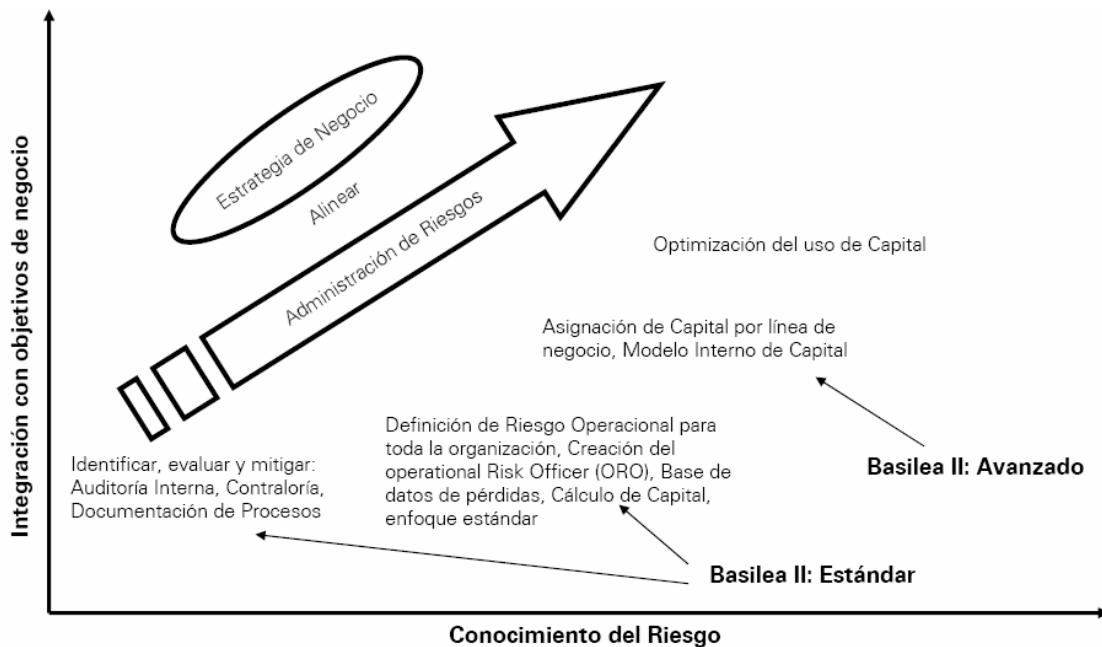 Integración con objetivos de negocio
Estrategia de Negocio
Alinear
Administración de Riesgos
Optimización del uso de Capital
Asignación de Capital por línea de
negocio, Modelo Interno de Capital
Definición de Riesgo Operacional para
toda la organización, Creación del
operational Risk Officer (ORO), Base de
datos de pérdidas, Cálculo de Capital,
enfoque estándar
Identificar, evaluar y mitigar:
Auditoría Interna, Contraloría,
Documentación de Procesos
Basilea II: Avanzado
Basilea II: Estándar
Conocimiento del Riesgo